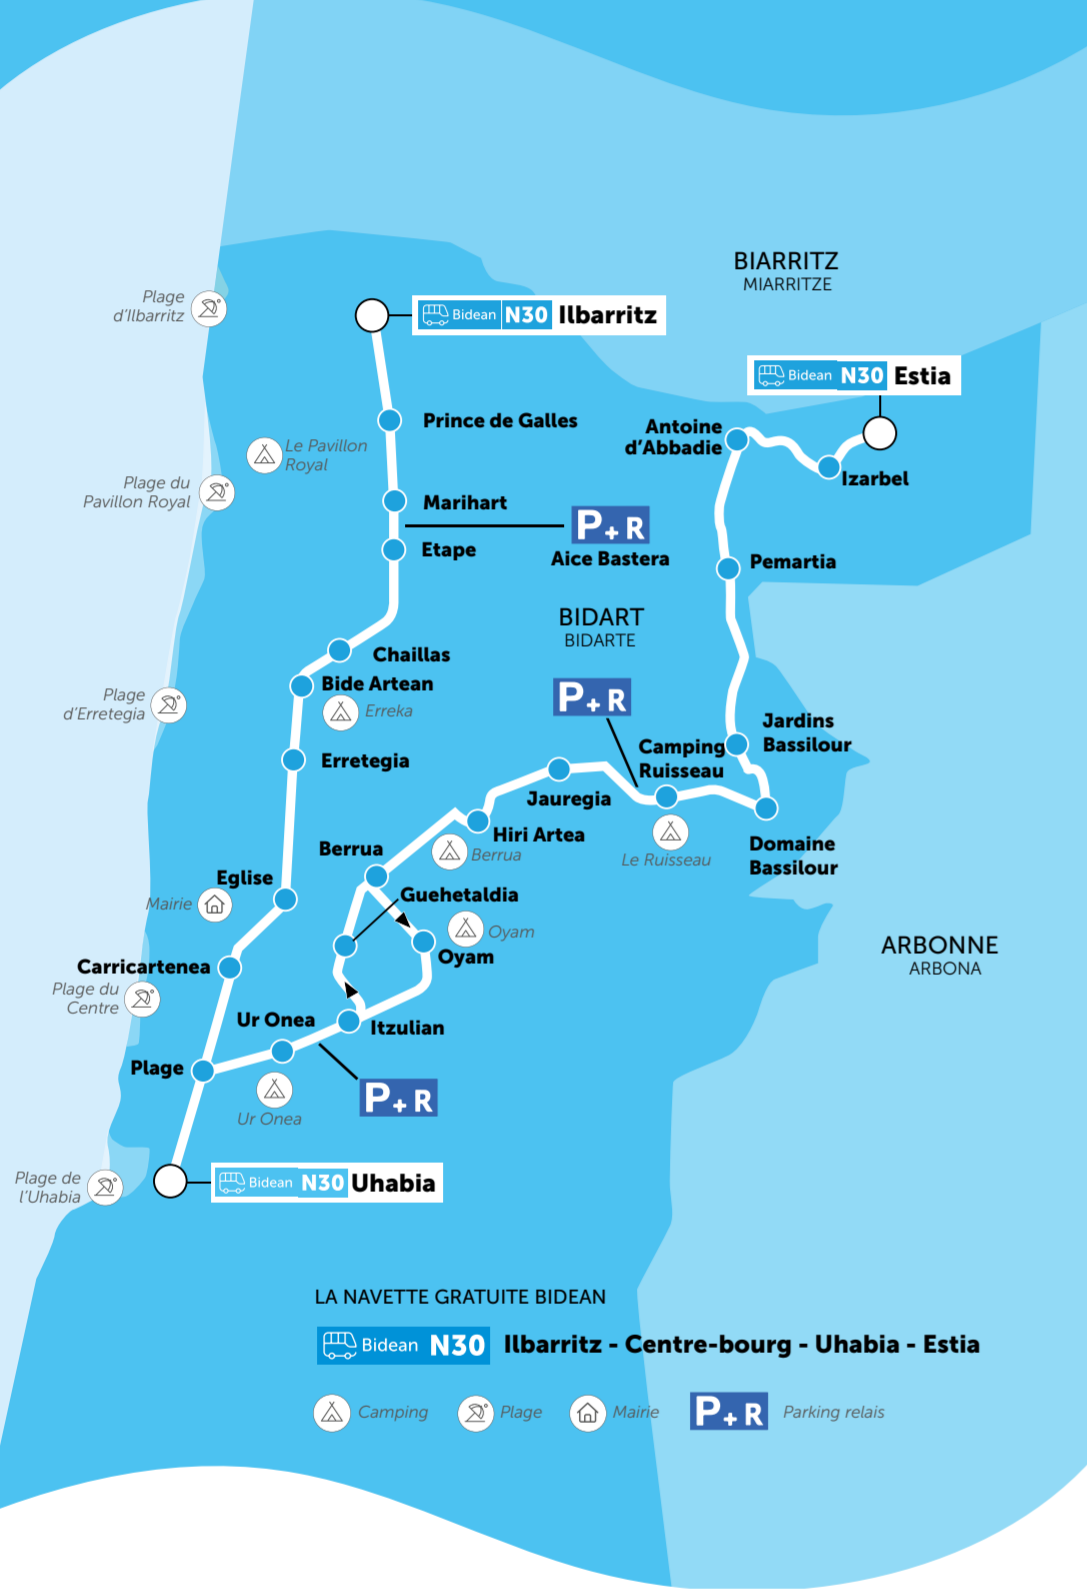 BIARRITZ
MIARRITZE
Plage
d'Ilbarritz
Bidean N30 Ilbarritz
Bidean N30 Estia
Prince de Galles
Antoine
d'Abbadie
Le Pavillon
Royal
Izarbel
Plage du
Pavillon Royal
Marihart
P+R
Etape
Aice Bastera
Pemartia
BIDART
BIDARTE
Chaillas
Bide Artean
P+R
Plage
d'Erretegia
Erreka
Jardins
Bassilour
Camping
Ruisseau
Erretegia
Jauregia
Hiri Artea
Berrua
Berrua
Le Ruisseau
Domaine
Bassilour
Eglise
Guehetaldia
Mairie
Oyam
Oyam
ARBONNE
ARBONA
Carricartenea
Plage du
Centre
Ur Onea
Itzulian
Plage
P+R
Ur Onea
Plage de
l'Uhabia
Bidean N30 Uhabia
LA NAVETTE GRATUITE BIDEAN
Bidean N30 Ilbarritz - Centre-bourg - Uhabia - Estia
Camping Plage Mairie P+R Parking relais